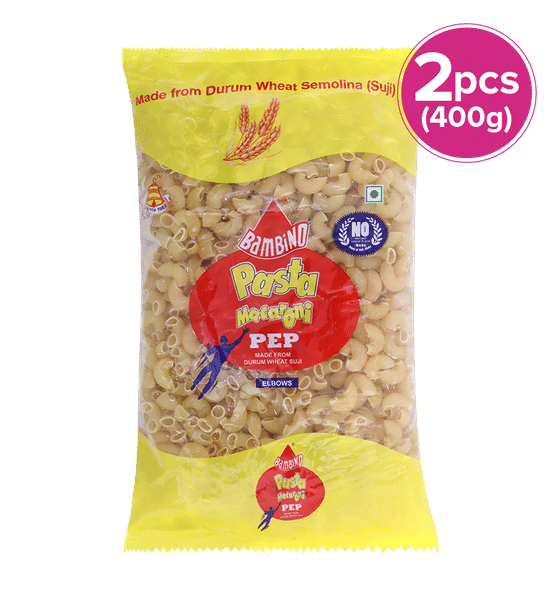 2pcs
(400g)
Made from Durum Wheat Semolina (Suji)
BAMBINO
Pasta
Macaroni
PEP
MADE FROM
DURUM WHEAT SUJI
ELBOWS
NO
BAMBINO
Pasta
Macaroni
PEP